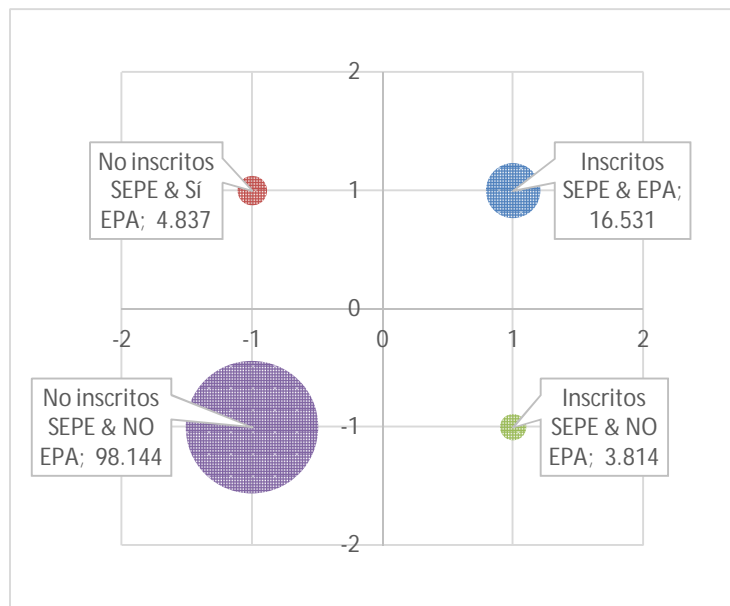 2
No inscritos
SEPE & Sí
EPA; 4.837
Inscritos
SEPE & EPA;
16.531
1
0
-2
-1
0
1
2
No inscritos
SEPE & NO
EPA; 98.144
-1
Inscritos
SEPE & NO
EPA; 3.814
-2